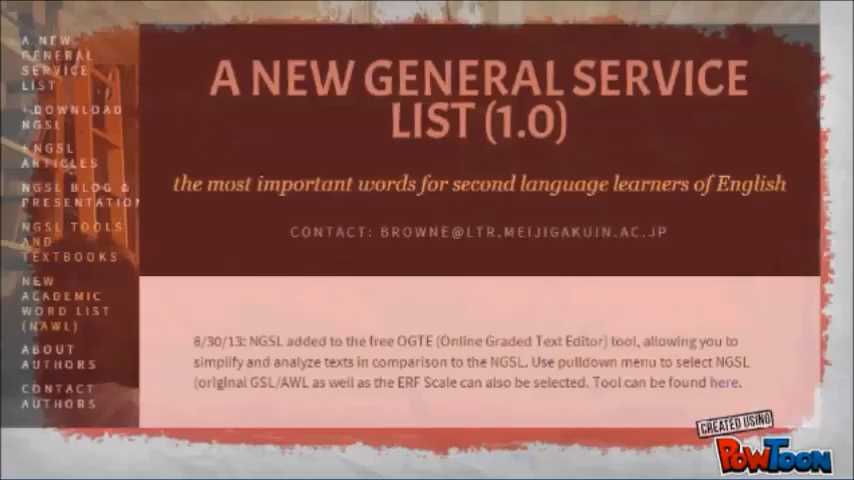 A NEW
GENERAL
SERVICE
LIST
+DOWNLOAD
NGSL
+NGSL
ARTICLES
NGSL BLOG &
PRESENTATION
NGSL TOOLS
AND
TEXTBOOKS
NEW
ACADEMIC
WORD LIST
(NAWL)
ABOUT
AUTHORS
CONTACT
AUTHORS
A NEW GENERAL SERVICE
LIST (1.0)
the most important words for second language learners of English
CONTACT: BROWNE@LTR.MEIJIGAKUIN.AC.JP
8/30/13: NGSL added to the free OGTE (Online Graded Text Editor) tool, allowing you to
simplify and analyze texts in comparison to the NGSL. Use pulldown menu to select NGSL
(original GSL/AWL as well as the ERF Scale can also be selected. Tool can be found here.
CREATED USING
POWTOON